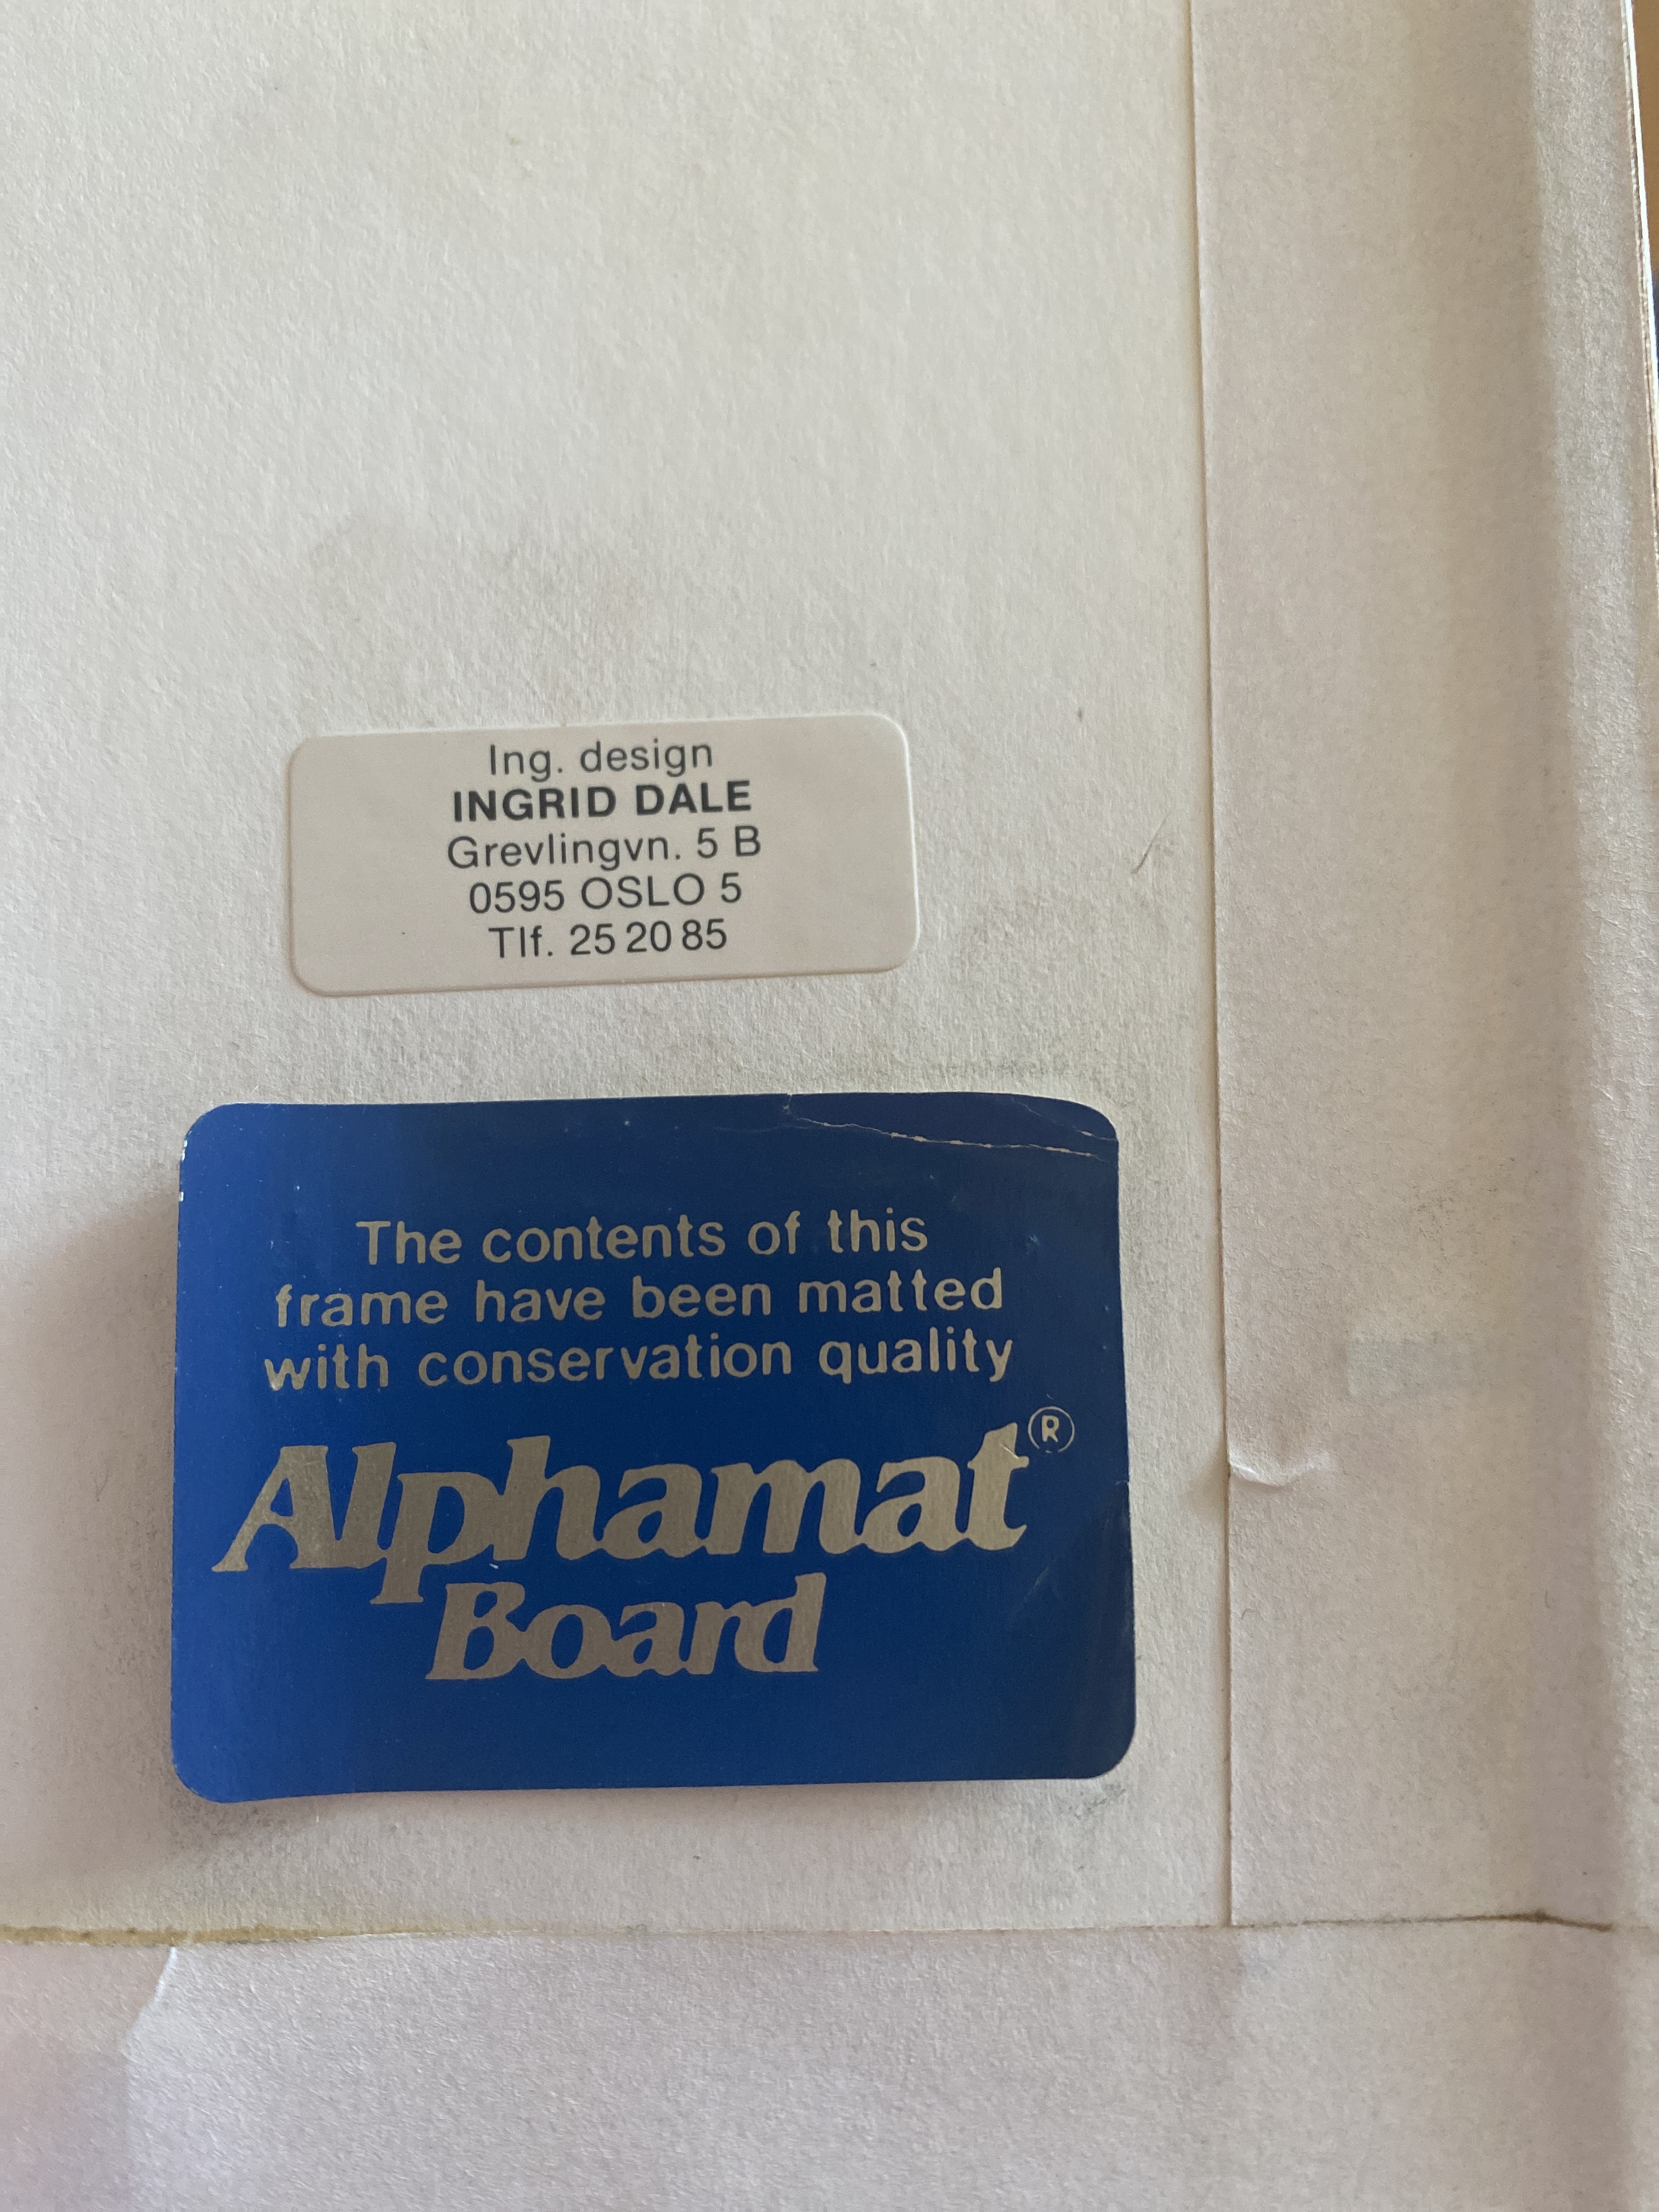 Ing. design
INGRID DALE
Grevlingvn. 5 B
0595 OSLO 5
Tlf. 25 20 85
The contents of this
frame have been matted
with conservation quality
Alphamat®
Board